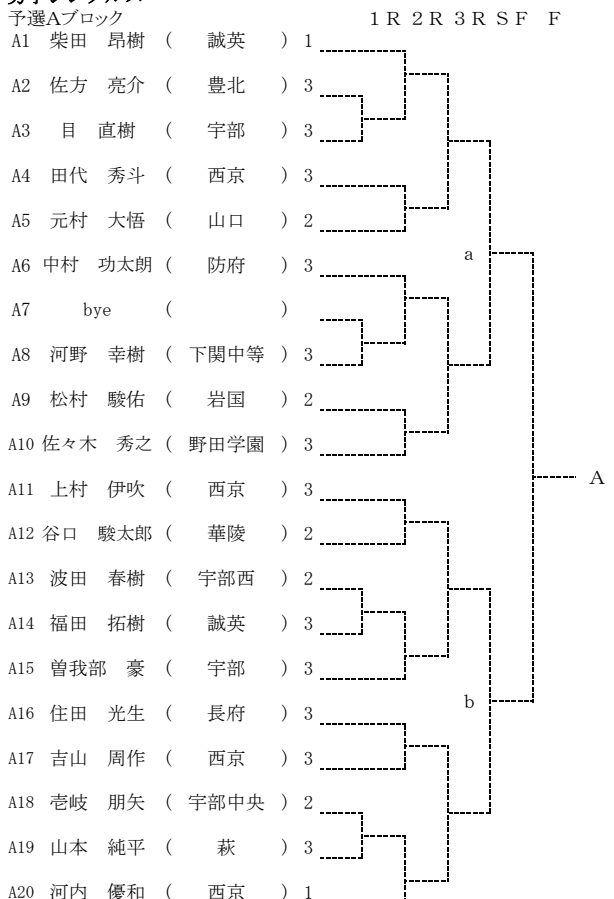 予選Aブロック 1R 2R 3R SF F
A1 柴田 昂樹 ( 誠英 ) 1
A2 佐方 亮介 ( 豊北 ) 3
A3 目 直樹 ( 宇部 ) 3
A4 田代 秀斗 ( 西京 ) 3
A5 元村 大悟 ( 山口 ) 2
A6 中村 功太朗 ( 防府 ) 3
a
A7 bye ( )
A8 河野 幸樹 ( 下関中等 ) 3
A9 松村 駿佑 ( 岩国 ) 2
A10 佐々木 秀之 ( 野田学園 ) 3
A
A11 上村 伊吹 ( 西京 ) 3
A12 谷口 駿太郎 ( 華陵 ) 2
A13 波田 春樹 ( 宇部西 ) 2
A14 福田 拓樹 ( 誠英 ) 3
A15 曽我部 豪 ( 宇部 ) 3
b
A16 住田 光生 ( 長府 ) 3
A17 吉山 周作 ( 西京 ) 3
A18 壱岐 朋矢 ( 宇部中央 ) 2
A19 山本 純平 ( 萩 ) 3
A20 河内 優和 ( 西京 ) 1